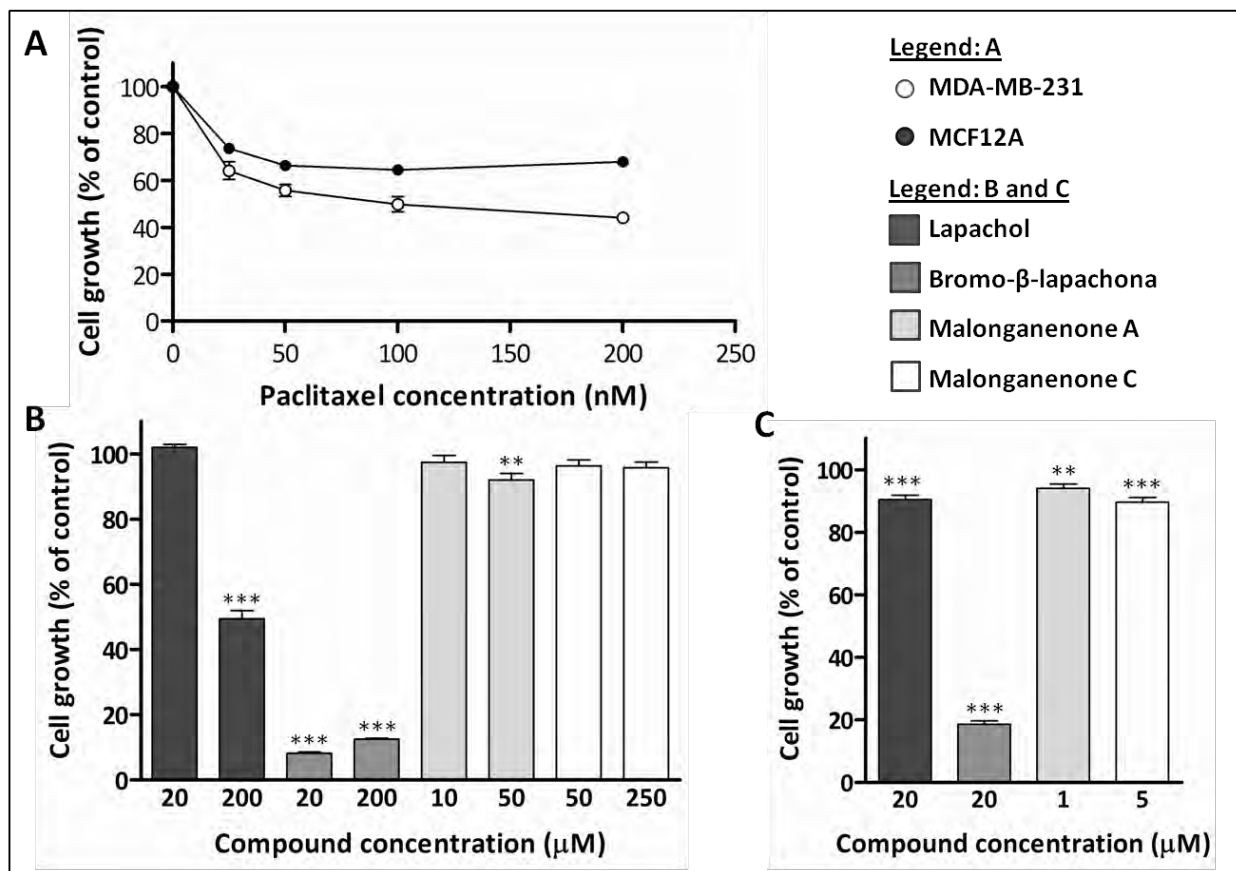 A
Cell growth (% of control)
100
80
60
40
20
0
0 50 100 150 200 250
Paclitaxel concentration (nM)
Legend: A
MDA-MB-231
MCF12A
Legend: B and C
Lapachol
Bromo-β-lapachona
Malonganenone A
Malonganenone C
B
Cell growth (% of control)
100
80
60
40
20
0
***
***
***
**
20 200 20 200 10 50 50 250
Compound concentration (μM)
C
Cell growth (% of control)
100
80
60
40
20
0
***
***
**
***
20 20 1 5
Compound concentration (μM)